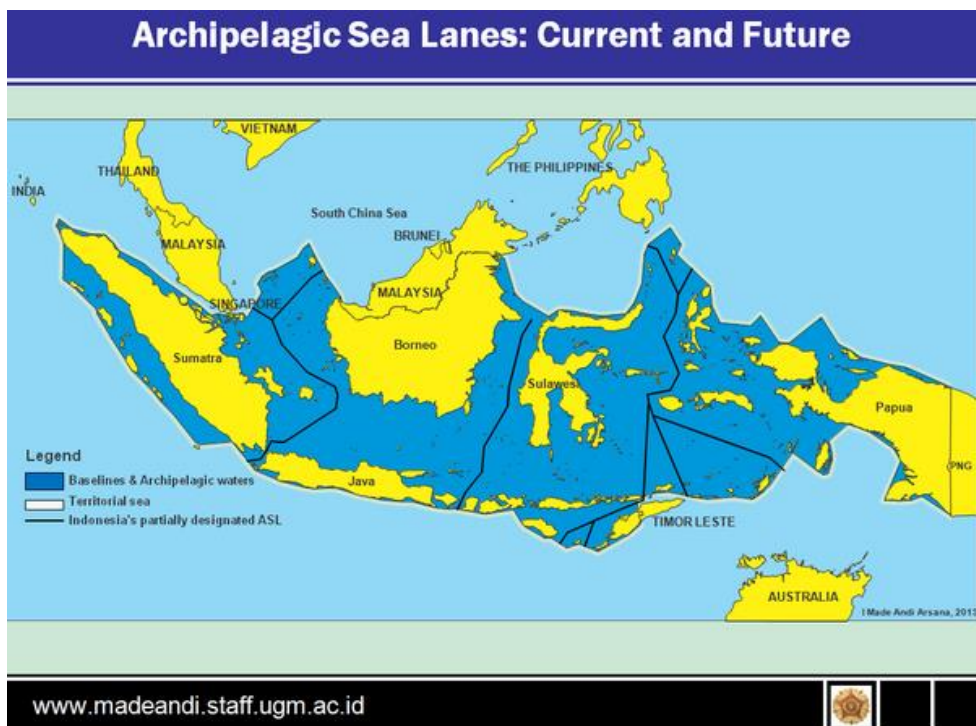 Archipelagic Sea Lanes: Current and Future
VIETNAM
THAILAND
THE PHILIPPINES
INDIA
South China Sea
BRUNEI
MALAYSIA
MALAYSIA
SINGAPORE
Sumatra
Borneo
Sulawesi
Papua
PNG
Legend
Baselines & Archipelagic waters
Territorial sea
Indonesia's partially designated ASL
Java
TIMOR LESTE
AUSTRALIA
I Made Andi Arsana, 2013
www.madeandi.staff.ugm.ac.id